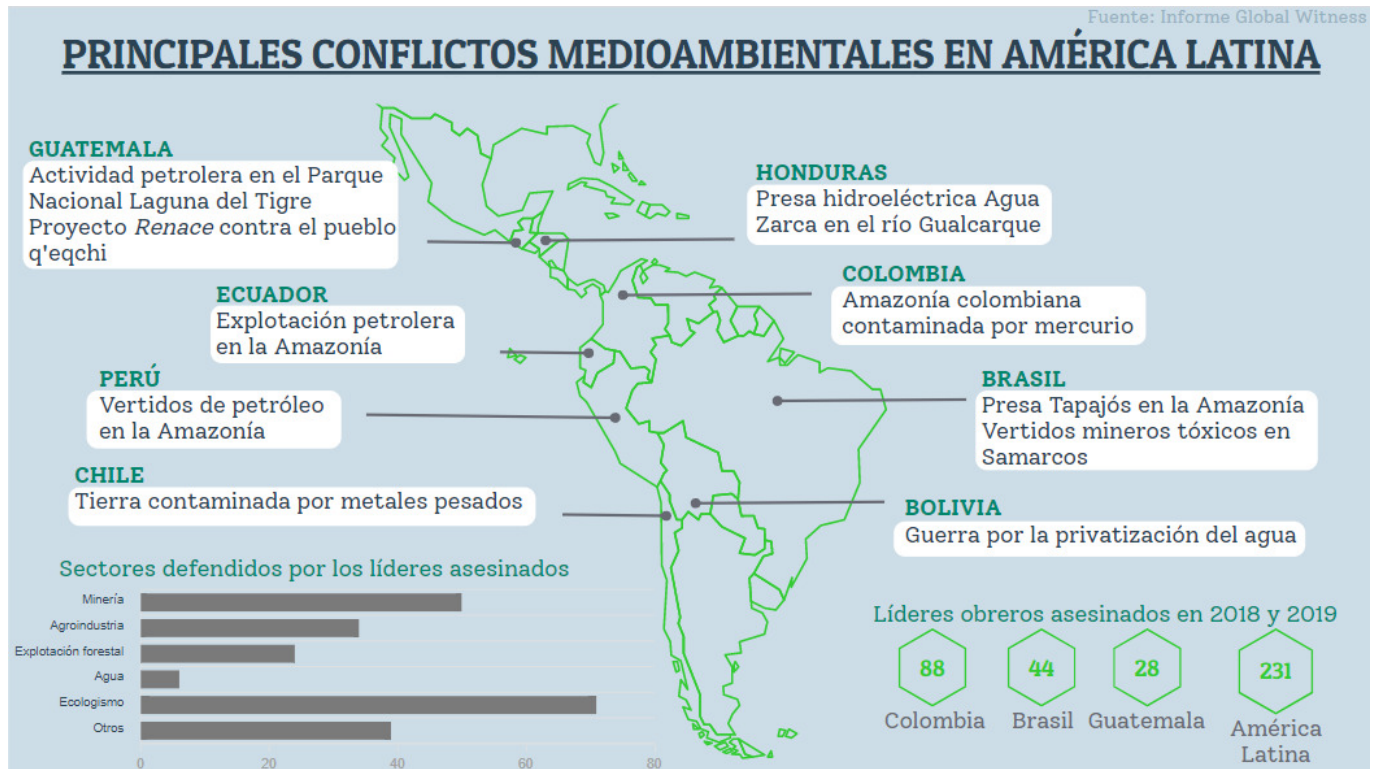 Fuente: Informe Global Witness
PRINCIPALES CONFLICTOS MEDIOAMBIENTALES EN AMÉRICA LATINA
GUATEMALA
Actividad petrolera en el Parque
Nacional Laguna del Tigre
Proyecto Renace contra el pueblo
q'eqchi
HONDURAS
Presa hidroeléctrica Agua
Zarca en el río Gualcarque
ECUADOR
Explotación petrolera
en la Amazonía
COLOMBIA
Amazonía colombiana
contaminada por mercurio
PERÚ
Vertidos de petróleo
en la Amazonía
BRASIL
Presa Tapajós en la Amazonía
Vertidos mineros tóxicos en
Samarcos
CHILE
Tierra contaminada por metales pesados
BOLIVIA
Guerra por la privatización del agua
Sectores defendidos por los líderes asesinados
Minería
Agroindustria
Explotación forestal
Agua
Ecologismo
Otros
0 20 40 60 80
Líderes obreros asesinados en 2018 y 2019
88 44 28 231
Colombia Brasil Guatemala América
Latina